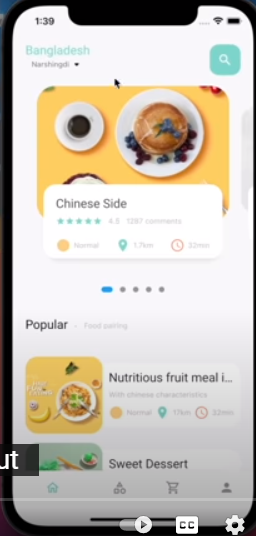 1:39
Bangladesh
Narshingdi
Chinese Side
4.5 1287 comments
Normal 1.7km 32min
Popular · Food pairing
Nutritious fruit meal i...
With chinese characteristics
Normal 17km 32min
ut
Sweet Dessert
CC